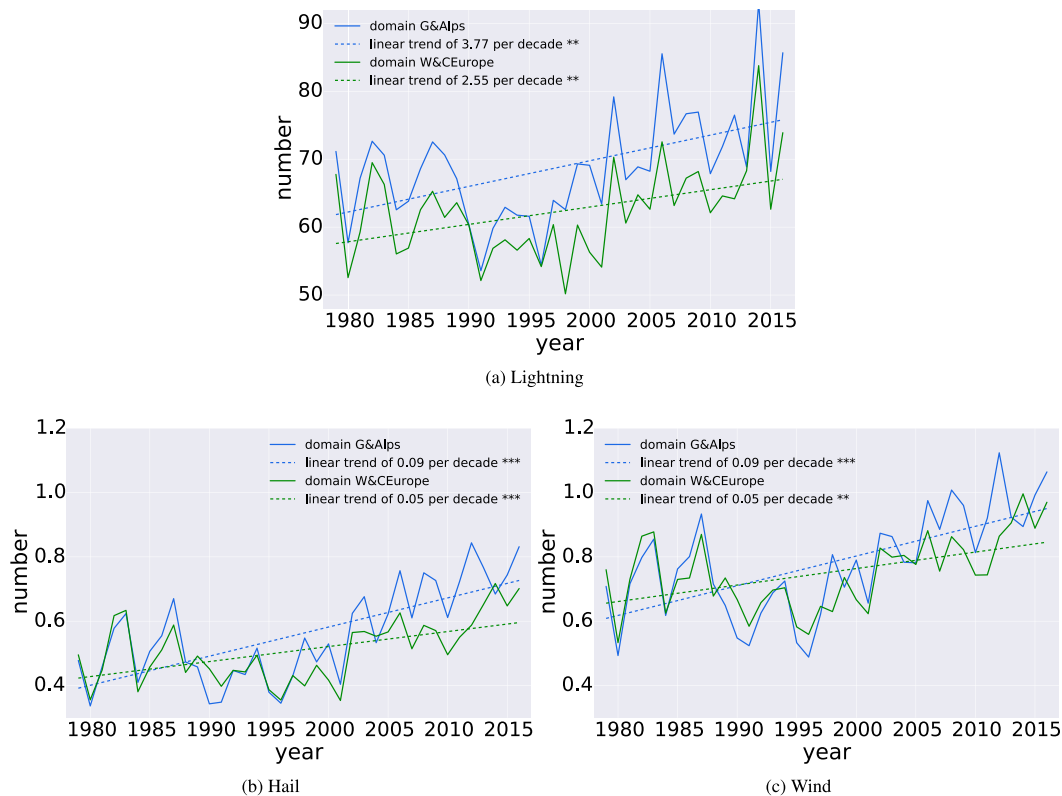 90
80
70
60
50
number
domain G&Alps
linear trend of 3.77 per decade **
domain W&CEurope
linear trend of 2.55 per decade **
1980 1985 1990 1995 2000 2005 2010 2015
year
(a) Lightning
1.2
1.0
0.8
0.6
0.4
number
domain G&Alps
linear trend of 0.09 per decade ***
domain W&CEurope
linear trend of 0.05 per decade ***
1980 1985 1990 1995 2000 2005 2010 2015
year
(b) Hail
1.2
1.0
0.8
0.6
0.4
number
domain G&Alps
linear trend of 0.09 per decade ***
domain W&CEurope
linear trend of 0.05 per decade **
1980 1985 1990 1995 2000 2005 2010 2015
year
(c) Wind